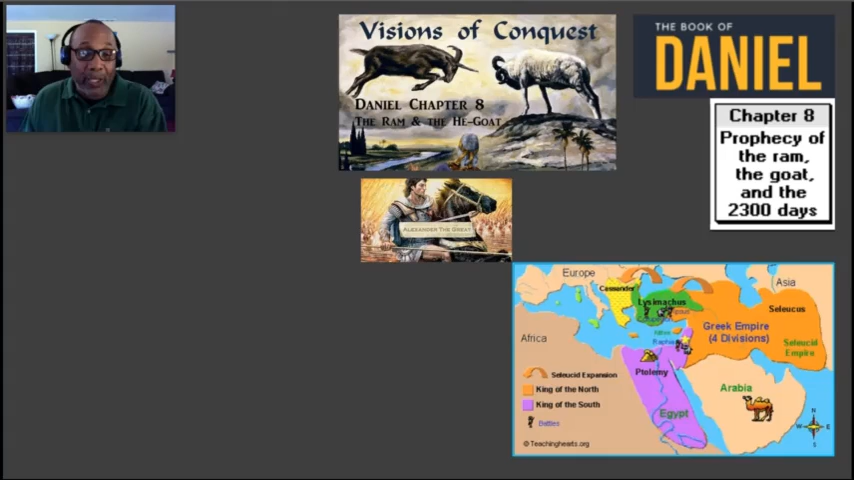 Visions of Conquest
DANIEL CHAPTER 8
THE RAM & THE HE-GOAT
THE BOOK OF
DANIEL
Chapter 8
Prophecy of
the ram,
the goat,
and the
2300 days
ALEXANDER THE GREAT
Europe
Asia
Cassander
Lysimachus
Seleucus
Greek Empire
(4 Divisions)
Africa
Seleucid
Empire
Raphia
Ptolemy
Seleucid Expansion
King of the North
King of the South
Battles
Arabia
Egypt
N
W
E
S
© Teachinghearts.org